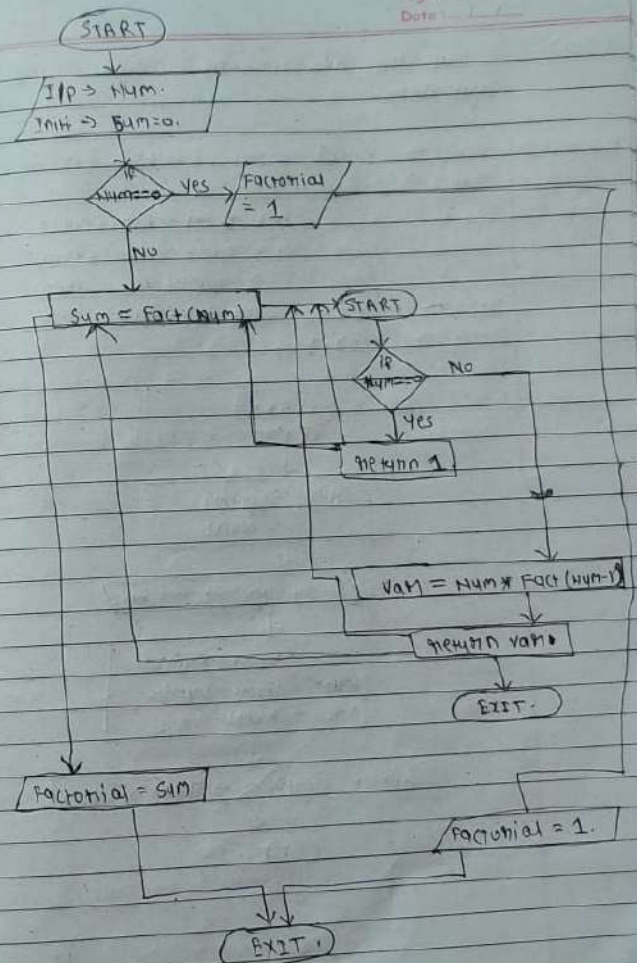 Date:
START
I/P → Num.
Init → Sum=0.
if
Num==0
Yes
Factorial
= 1
No
Sum = Fact(Num)
START
if
Num==0
No
Yes
return 1
Var = Num * Fact(Num-1)
return var.
EXIT.
Factorial = Sum
Factorial = 1.
EXIT.